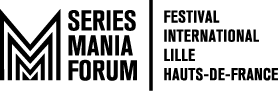 SERIES
MANIA
FORUM
FESTIVAL
INTERNATIONAL
LILLE
HAUTS-DE-FRANCE